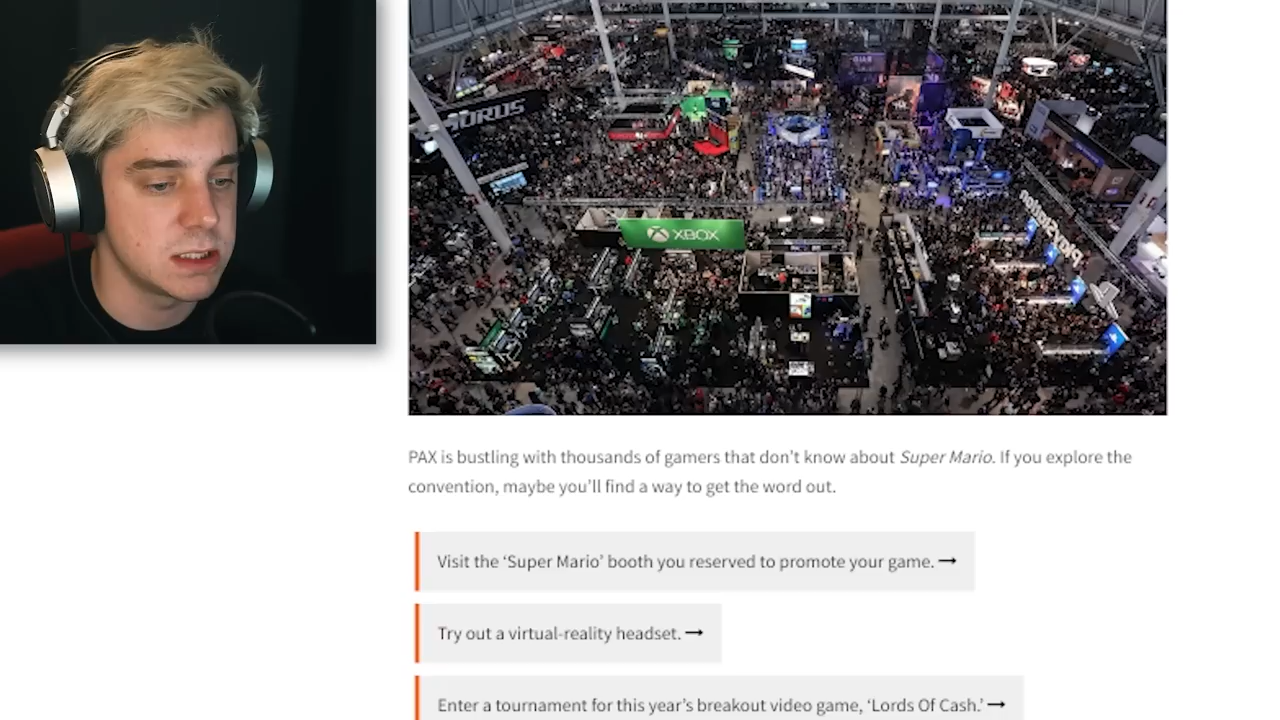 AURUS
XBOX
PAX is bustling with thousands of gamers that don't know about Super Mario. If you explore the
convention, maybe you'll find a way to get the word out.
Visit the ‘Super Mario’ booth you reserved to promote your game. →
Try out a virtual-reality headset. →
Enter a tournament for this year's breakout video game, ‘Lords Of Cash.’ →